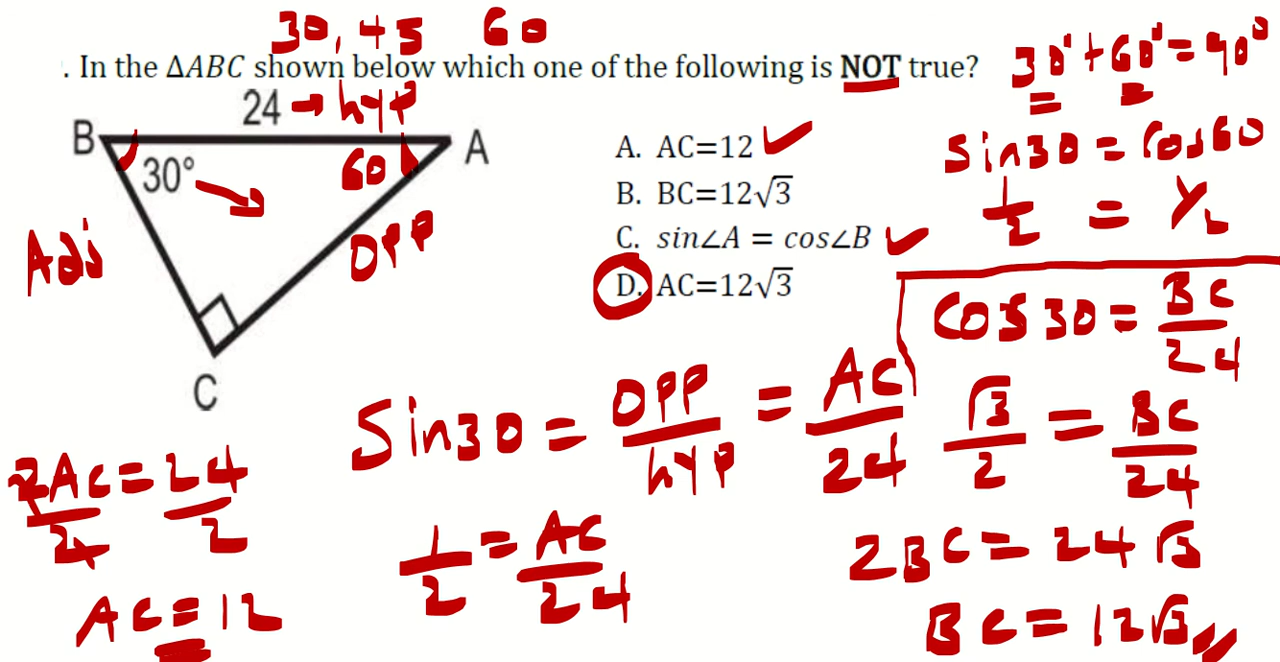 30, 45 60
. In the ΔABC shown below which one of the following is NOT true?
30° + 60° = 90°
24 → hyp
B
A
30°
60
Adj
opp
C
A. AC=12 ✓
B. BC=12√3
C. sin∠A = cos∠B ✓
D. AC=12√3
Sin30 = Cos60
1/2 = 1/2
Cos 30 = BC/24
√3/2 = BC/24
2BC = 24√3
BC = 12√3
Sin30 = opp/hyp = AC/24
1/2 = AC/24
2AC/2 = 24/2
AC = 12